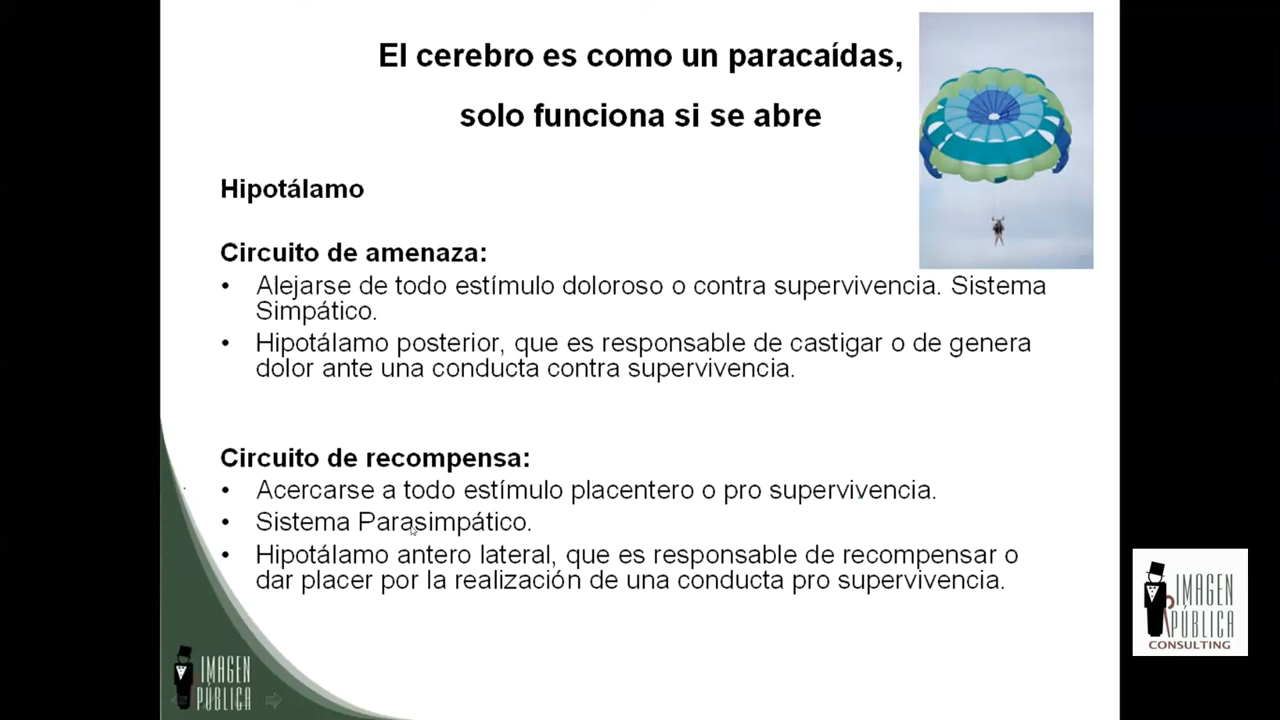 El cerebro es como un paracaídas,
solo funciona si se abre
Hipotálamo
Circuito de amenaza:
• Alejarse de todo estímulo doloroso o contra supervivencia. Sistema
Simpático.
• Hipotálamo posterior, que es responsable de castigar o de genera
dolor ante una conducta contra supervivencia.
Circuito de recompensa:
• Acercarse a todo estímulo placentero o pro supervivencia.
• Sistema Parasimpático.
• Hipotálamo antero lateral, que es responsable de recompensar o
dar placer por la realización de una conducta pro supervivencia.
IMAGEN
PÚBLICA
IMAGEN
PÚBLICA
CONSULTING